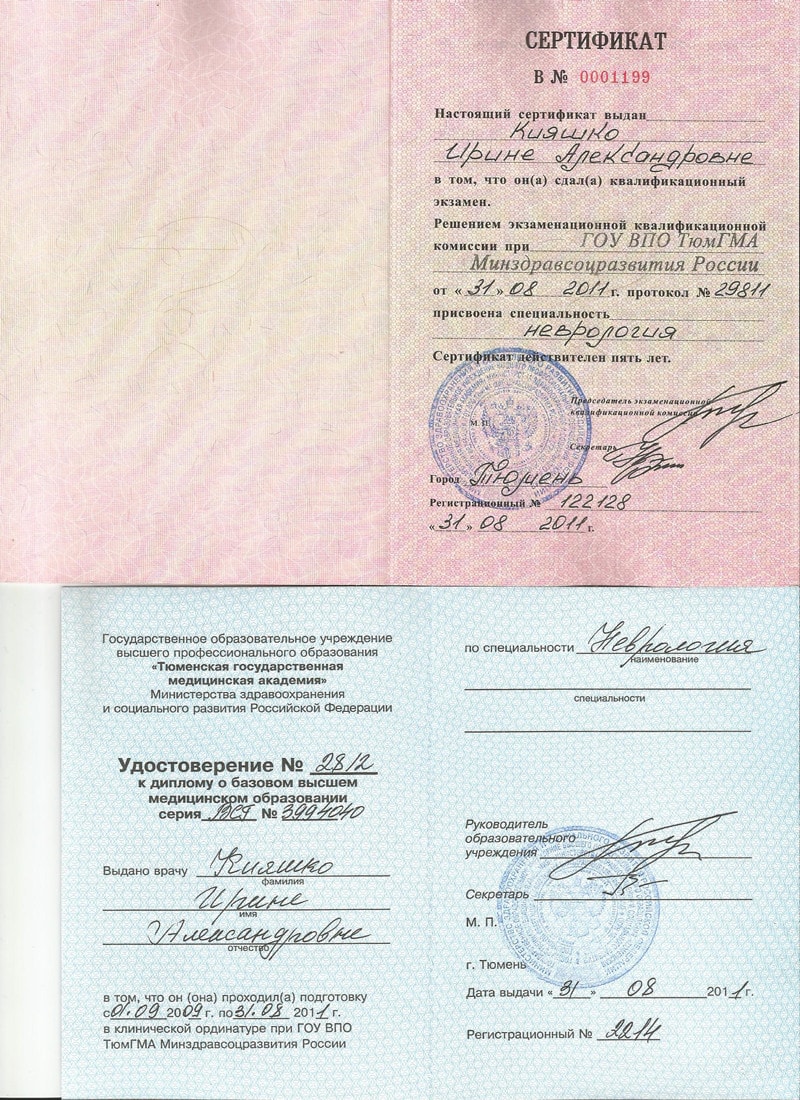 СЕРТИФИКАТ
В № 0001199
Настоящий сертификат выдан
Кияшко
Ирине Александровне
в том, что он(а) сдал(а) квалификационный
экзамен.
Решением экзаменационной квалификационной
комиссии при ГОУ ВПО ТюмГМА
Минздравсоцразвития России
от «31» 08 2011 г. протокол № 29811
присвоена специальность
неврология
Сертификат действителен пять лет.
Председатель экзаменационной
квалификационной комиссии
М. П.
Секретарь
Город Тюмень
Регистрационный № 122128
«31» 08 2011 г.
Государственное образовательное учреждение
высшего профессионального образования
«Тюменская государственная
медицинская академия»
Министерства здравоохранения
и социального развития Российской Федерации
Удостоверение № 28/2
к диплому о базовом высшем
медицинском образовании
серия ВСГ № 3994040
Выдано врачу Кияшко
фамилия
Ирине
имя
Александровне
отчество
в том, что он (она) проходил(а) подготовку
с 01.09 2009 г. по 31.08 2011 г.
в клинической ординатуре при ГОУ ВПО
ТюмГМА Минздравсоцразвития России
по специальности Неврология
наименование
специальности
Руководитель
образовательного
учреждения
Секретарь
М. П.
г. Тюмень
Дата выдачи «31» 08 2011 г.
Регистрационный № 2214